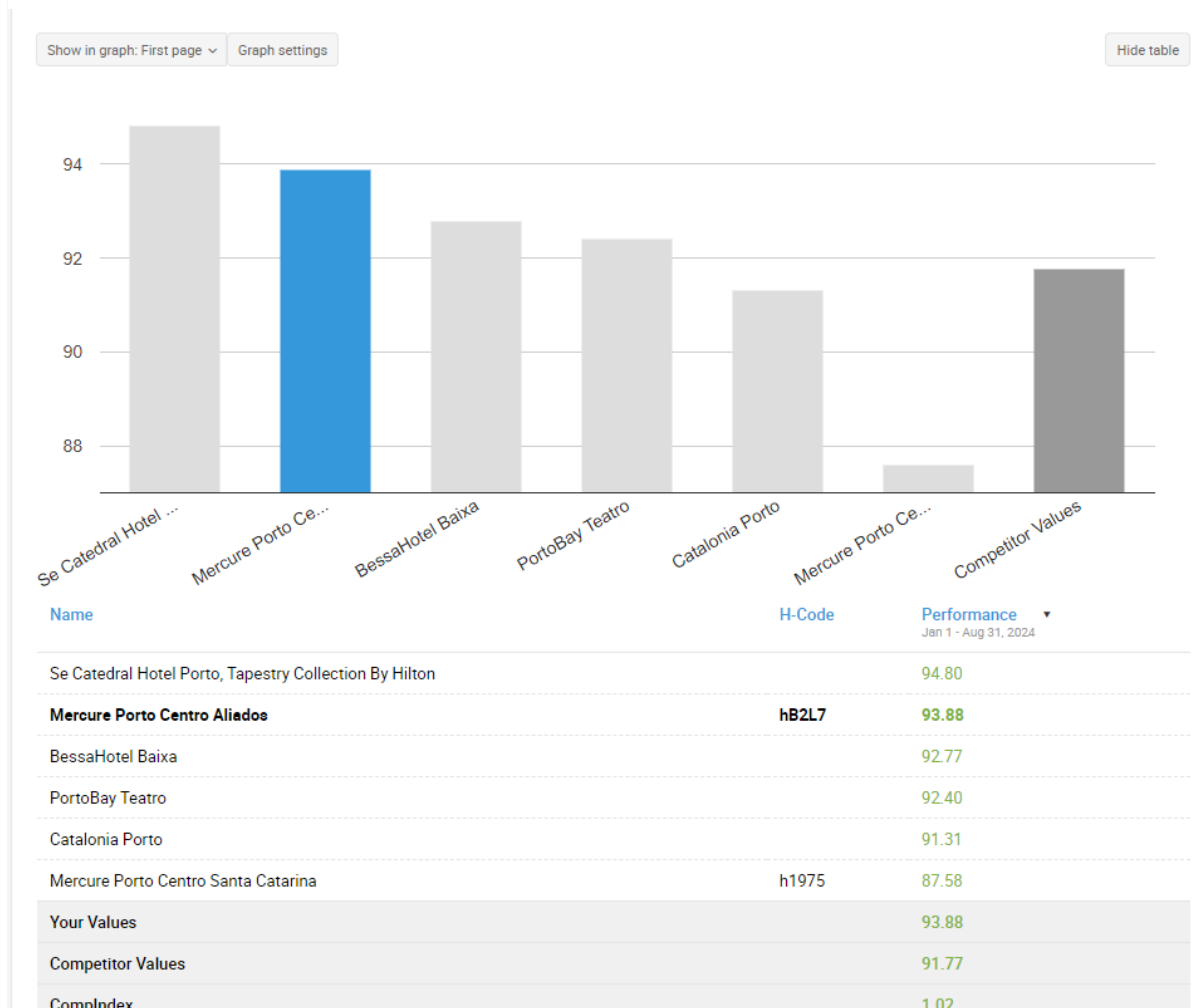 Show in graph: First page
Graph settings
Hide table
94
92
90
88
Se Catedral Hotel ...
Mercure Porto Ce...
BessaHotel Baixa
PortoBay Teatro
Catalonia Porto
Mercure Porto Ce...
Competitor Values
Name H-Code Performance ▼
Jan 1 - Aug 31, 2024
Se Catedral Hotel Porto, Tapestry Collection By Hilton 94.80
Mercure Porto Centro Aliados hB2L7 93.88
BessaHotel Baixa 92.77
PortoBay Teatro 92.40
Catalonia Porto 91.31
Mercure Porto Centro Santa Catarina h1975 87.58
Your Values 93.88
Competitor Values 91.77
CompIndex 1.02